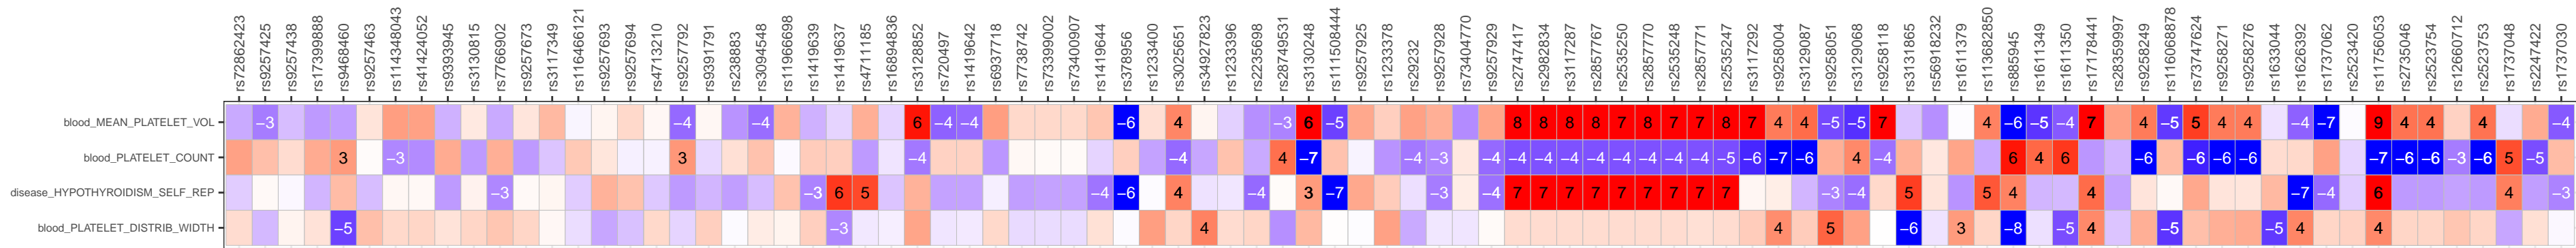 rs72862423
rs9257425
rs9257438
rs17399888
rs9468460
rs9257463
rs114348043
rs41524052
rs9393945
rs3130815
rs7766902
rs9257673
rs3117349
rs116466121
rs9257693
rs9257694
rs4713210
rs9257792
rs9391791
rs238883
rs3094548
rs11966698
rs1419639
rs1419637
rs4711185
rs16894836
rs3128852
rs720497
rs1419642
rs6937718
rs7738742
rs73399002
rs73400907
rs1419644
rs378956
rs1233400
rs3025651
rs34927823
rs1233396
rs2235698
rs28749531
rs3130248
rs111508444
rs9257925
rs1233378
rs29232
rs9257928
rs73404770
rs9257929
rs2747417
rs2982834
rs3117287
rs2857767
rs2535250
rs2857770
rs2535248
rs2857771
rs2535247
rs3117292
rs9258004
rs3129087
rs9258051
rs3129068
rs9258118
rs3131865
rs56918232
rs1611379
rs113682850
rs885945
rs1611349
rs1611350
rs17178441
rs28359997
rs9258249
rs116068878
rs73747624
rs9258271
rs9258276
rs1633044
rs1626392
rs1737062
rs2523420
rs11756053
rs2735046
rs2523754
rs12660712
rs2523753
rs1737048
rs2247422
rs1737030
blood_MEAN_PLATELET_VOL −3 −4 −4 6 −4 −4 −6 4 −3 6 −5 8 8 8 8 7 8 7 7 8 7 4 4 −5 −5 7 4 −6 −5 −4 7 4 −5 5 4 4 −4 −7 9 4 4 4 −4
blood_PLATELET_COUNT 3 −3 3 −4 −4 4 −7 −4 −3 −4 −4 −4 −4 −4 −4 −4 −4 −4 −5 −6 −7 −6 4 −4 6 4 6 −6 −6 −6 −6 −7 −6 −6 −3 −6 5 −5
disease_HYPOTHYROIDISM_SELF_REP −3 −3 6 5 −4 −6 4 −4 3 −7 −3 −4 7 7 7 7 7 7 7 7 7 −3 −4 5 5 4 4 −7 −4 6 4 −3
blood_PLATELET_DISTRIB_WIDTH −5 −3 4 4 5 −6 3 −8 −5 4 −5 −5 4 4